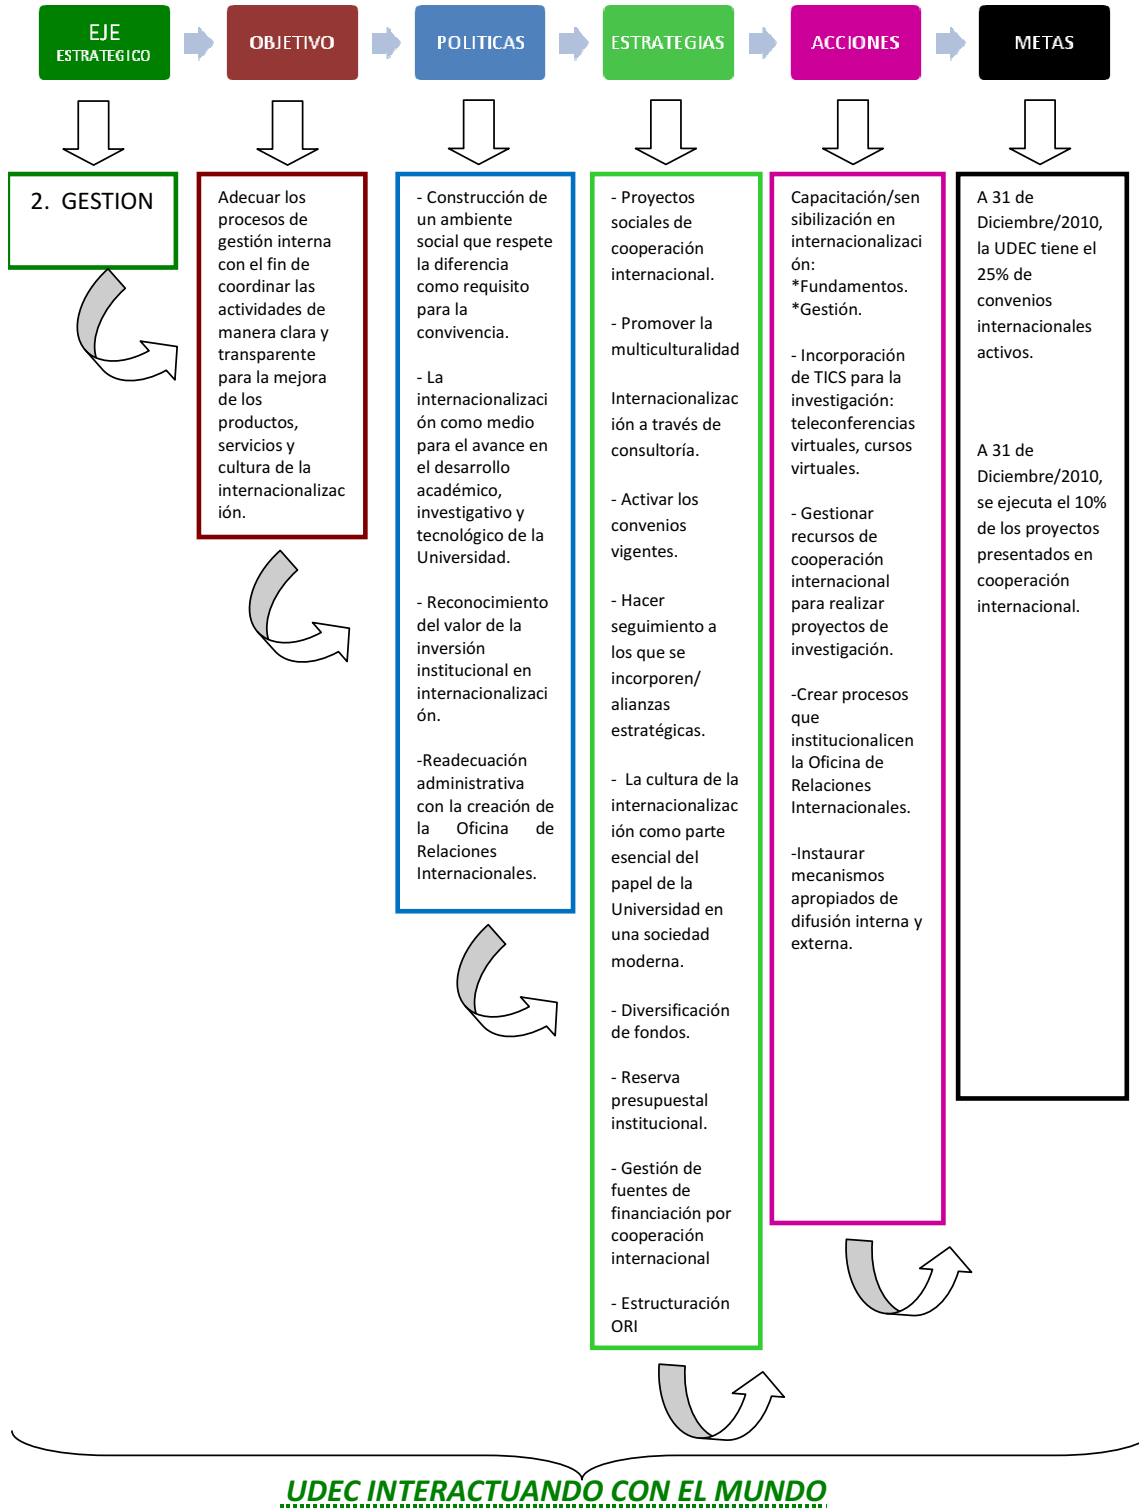 EJE
ESTRATEGICO
OBJETIVO
POLITICAS
ESTRATEGIAS
ACCIONES
METAS
2. GESTION
Adecuar los
procesos de
gestión interna
con el fin de
coordinar las
actividades de
manera clara y
transparente
para la mejora
de los
productos,
servicios y
cultura de la
internacionalizac
ión.
- Construcción de
un ambiente
social que respete
la diferencia
como requisito
para la
convivencia.
- La
internacionalizaci
ón como medio
para el avance en
el desarrollo
académico,
investigativo y
tecnológico de la
Universidad.
- Reconocimiento
del valor de la
inversión
institucional en
internacionalizaci
ón.
-Readecuación
administrativa
con la creación de
la Oficina de
Relaciones
Internacionales.
- Proyectos
sociales de
cooperación
internacional.
- Promover la
multiculturalidad
Internacionalizac
ión a través de
consultoría.
- Activar los
convenios
vigentes.
- Hacer
seguimiento a
los que se
incorporen/
alianzas
estratégicas.
- La cultura de la
internacionalizac
ión como parte
esencial del
papel de la
Universidad en
una sociedad
moderna.
- Diversificación
de fondos.
- Reserva
presupuestal
institucional.
- Gestión de
fuentes de
financiación por
cooperación
internacional
- Estructuración
ORI
Capacitación/sen
sibilización en
internacionalizaci
ón:
*Fundamentos.
*Gestión.
- Incorporación
de TICS para la
investigación:
teleconferencias
virtuales, cursos
virtuales.
- Gestionar
recursos de
cooperación
internacional
para realizar
proyectos de
investigación.
-Crear procesos
que
institucionalicen
la Oficina de
Relaciones
Internacionales.
-Instaurar
mecanismos
apropiados de
difusión interna y
externa.
A 31 de
Diciembre/2010,
la UDEC tiene el
25% de
convenios
internacionales
activos.
A 31 de
Diciembre/2010,
se ejecuta el 10%
de los proyectos
presentados en
cooperación
internacional.
UDEC INTERACTUANDO CON EL MUNDO